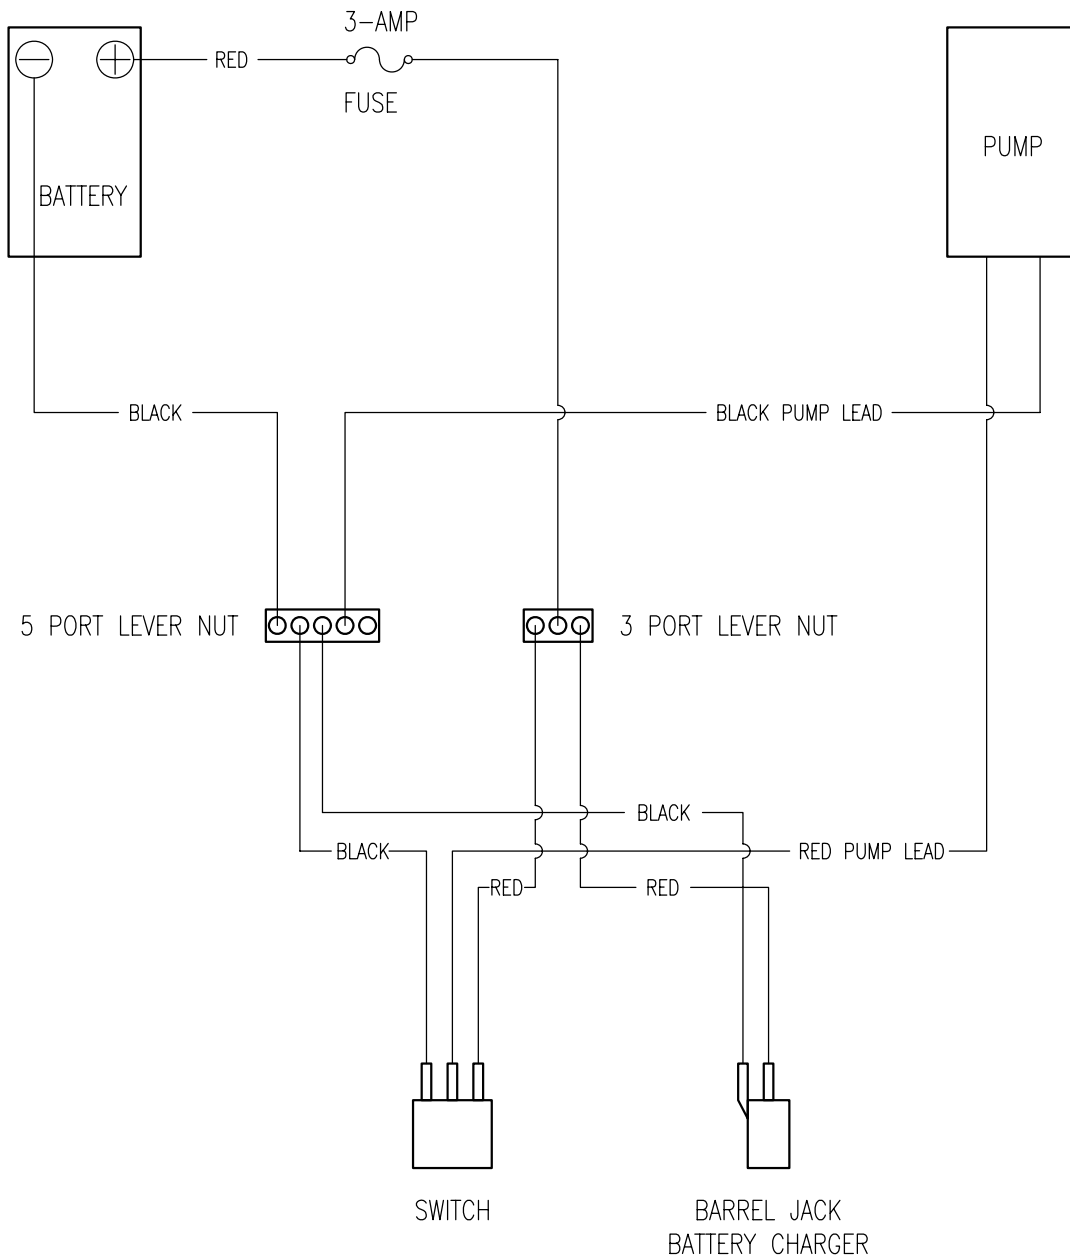 3-AMP
RED
FUSE
PUMP
BATTERY
BLACK
BLACK PUMP LEAD
5 PORT LEVER NUT
3 PORT LEVER NUT
BLACK
BLACK
RED PUMP LEAD
RED
RED
SWITCH
BARREL JACK
BATTERY CHARGER